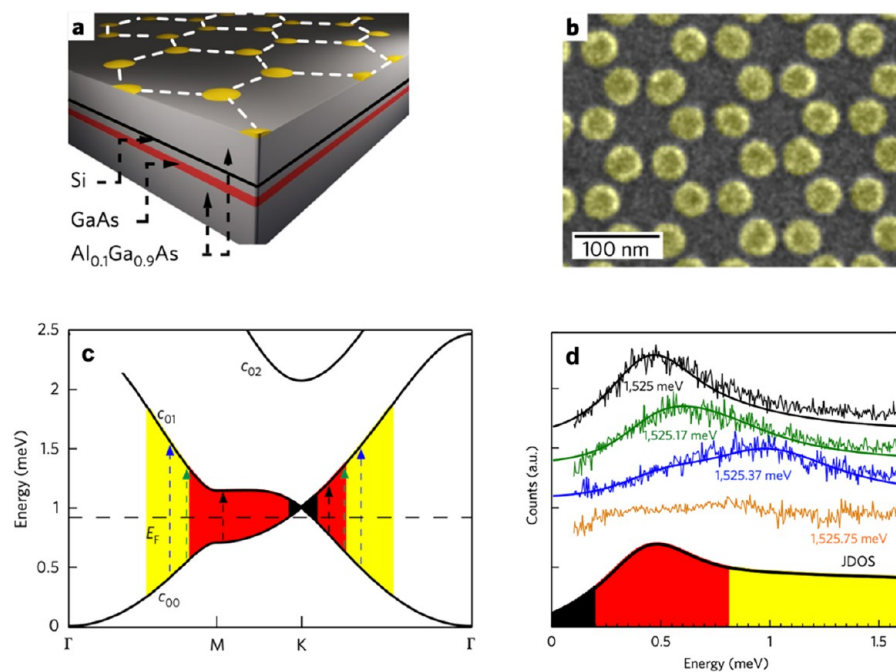 a
Si
GaAs
Al0.1Ga0.9As
b
100 nm
c
2.5
2
1.5
1
0.5
0
Energy (meV)
c02
c01
EF
c00
Γ
M
K
Γ
d
1,525 meV
1,525.17 meV
1,525.37 meV
1,525.75 meV
JDOS
Counts (a.u.)
0
0.5
1
1.5
Energy (meV)